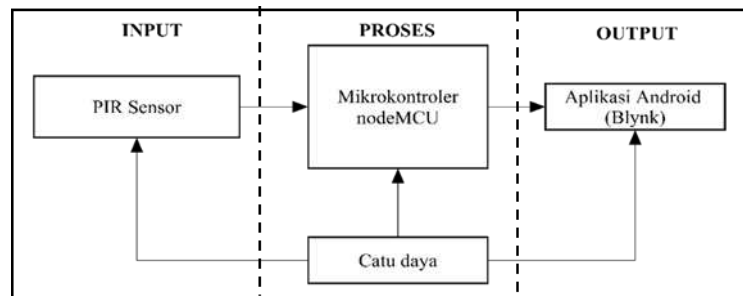 INPUT
PROSES
OUTPUT
PIR Sensor
Mikrokontroler
nodeMCU
Aplikasi Android
(Blynk)
Catu daya